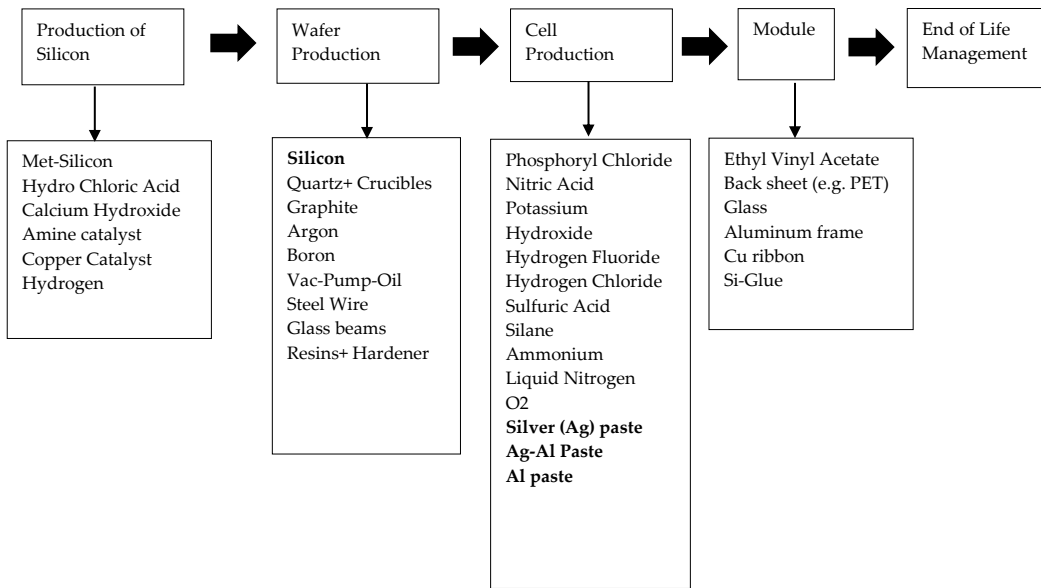 Production of
Silicon
Wafer
Production
Cell
Production
Module
End of Life
Management
Met-Silicon
Hydro Chloric Acid
Calcium Hydroxide
Amine catalyst
Copper Catalyst
Hydrogen
Silicon
Quartz+ Crucibles
Graphite
Argon
Boron
Vac-Pump-Oil
Steel Wire
Glass beams
Resins+ Hardener
Phosphoryl Chloride
Nitric Acid
Potassium
Hydroxide
Hydrogen Fluoride
Hydrogen Chloride
Sulfuric Acid
Silane
Ammonium
Liquid Nitrogen
O2
Silver (Ag) paste
Ag-Al Paste
Al paste
Ethyl Vinyl Acetate
Back sheet (e.g. PET)
Glass
Aluminum frame
Cu ribbon
Si-Glue